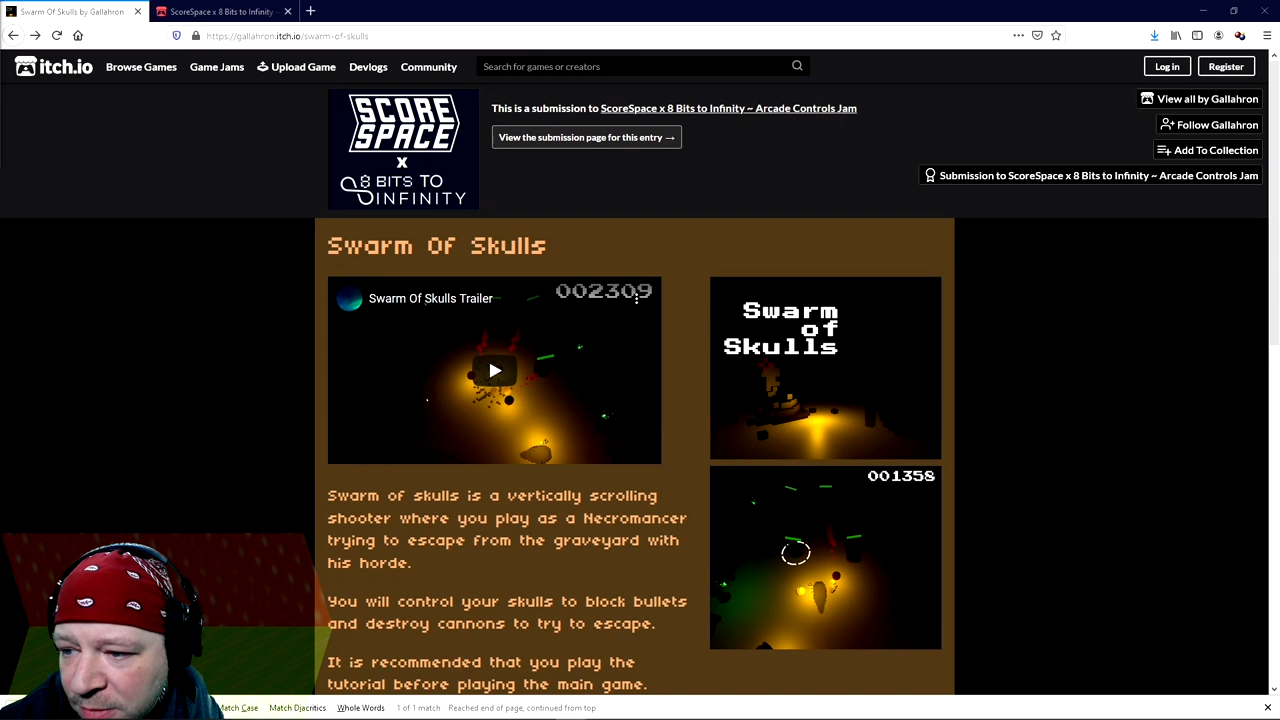 Swarm Of Skulls by Gallahron
ScoreSpace x 8 Bits to Infinity
https://gallahron.itch.io/swarm-of-skulls
itch.io
Browse Games
Game Jams
Upload Game
Devlogs
Community
Search for games or creators
Log in
Register
SCORE
SPACE
X
8 BITS TO
INFINITY
This is a submission to ScoreSpace x 8 Bits to Infinity ~ Arcade Controls Jam
View the submission page for this entry →
View all by Gallahron
Follow Gallahron
Add To Collection
Submission to ScoreSpace x 8 Bits to Infinity ~ Arcade Controls Jam
Swarm Of Skulls
Swarm Of Skulls Trailer
002309
Swarm
of
Skulls
001358
Swarm of skulls is a vertically scrolling
shooter where you play as a Necromancer
trying to escape from the graveyard with
his horde.
You will control your skulls to block bullets
and destroy cannons to try to escape.
It is recommended that you play the
tutorial before playing the main game.
Match Case
Match Diacritics
Whole Words
1 of 1 match
Reached end of page, continued from top